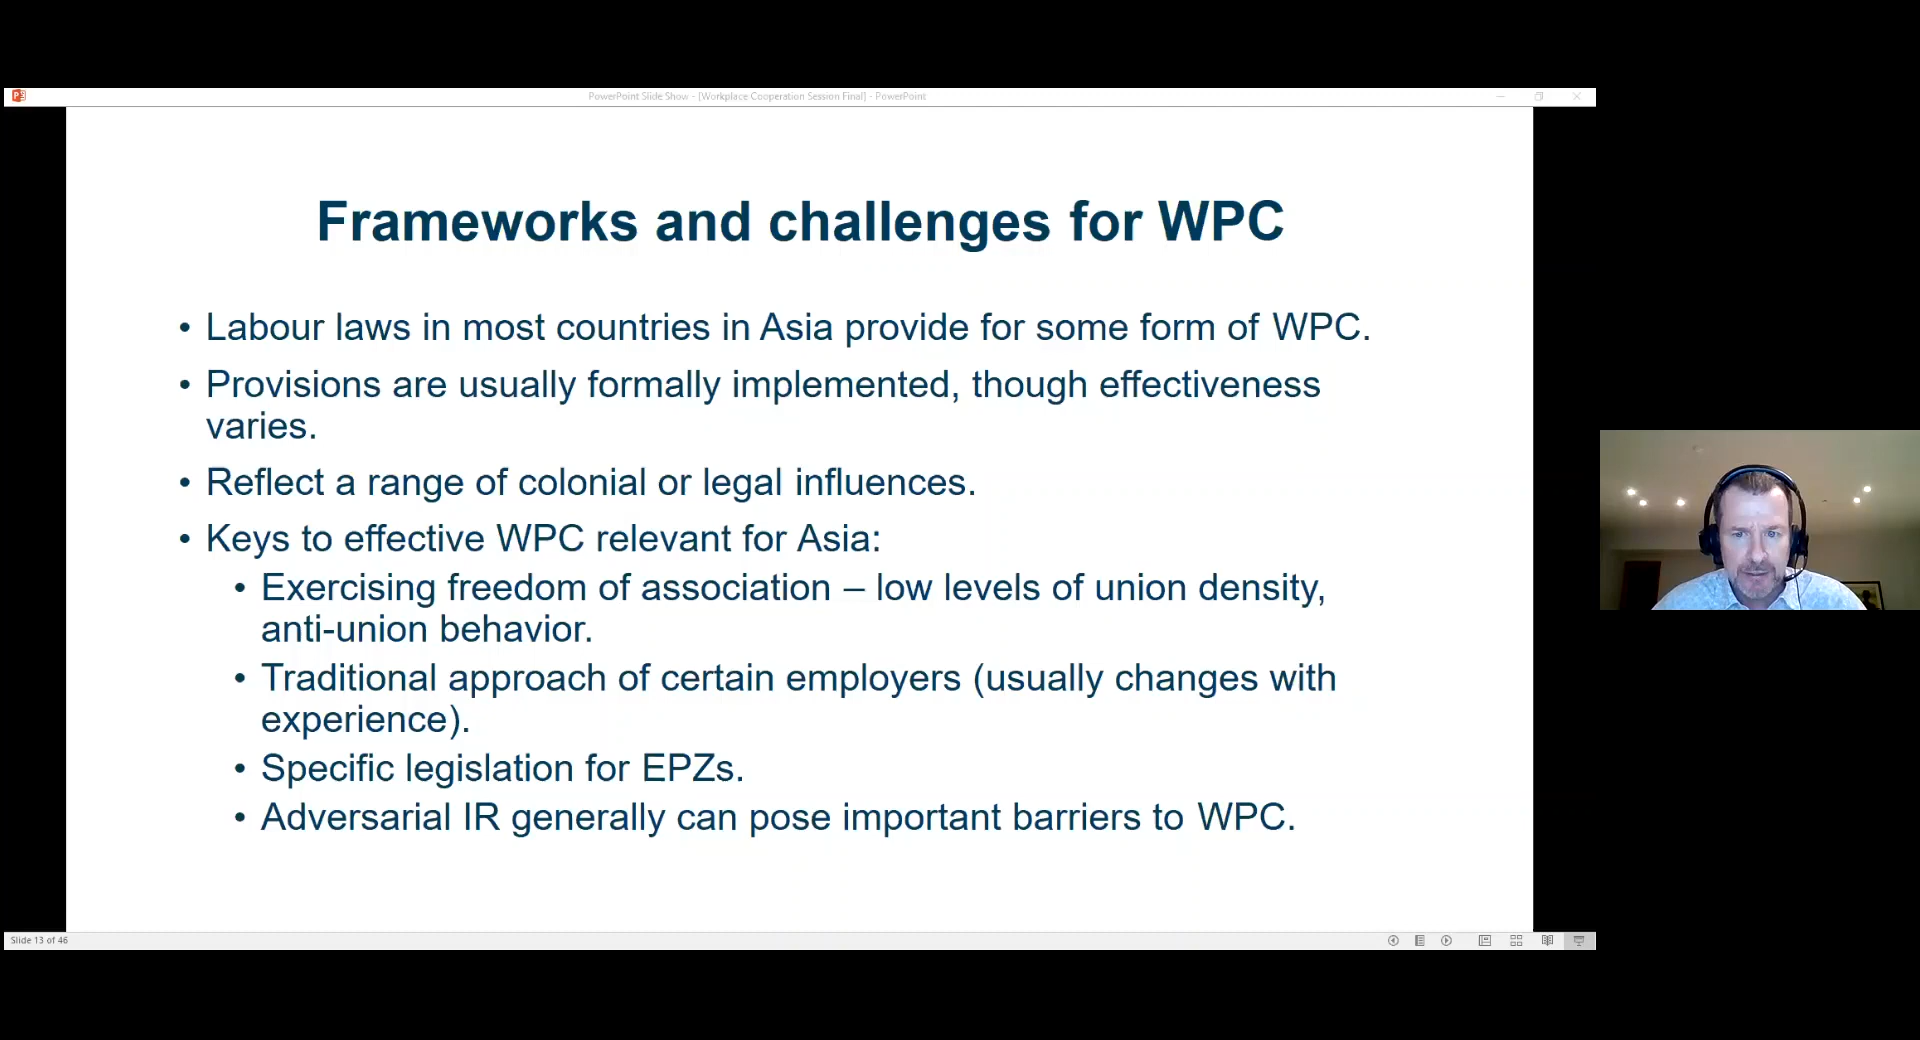 PowerPoint Slide Show - [Workplace Cooperation Session Final] - PowerPoint
Frameworks and challenges for WPC
• Labour laws in most countries in Asia provide for some form of WPC.
• Provisions are usually formally implemented, though effectiveness
varies.
• Reflect a range of colonial or legal influences.
• Keys to effective WPC relevant for Asia:
• Exercising freedom of association – low levels of union density,
anti-union behavior.
• Traditional approach of certain employers (usually changes with
experience).
• Specific legislation for EPZs.
• Adversarial IR generally can pose important barriers to WPC.
Slide 13 of 46